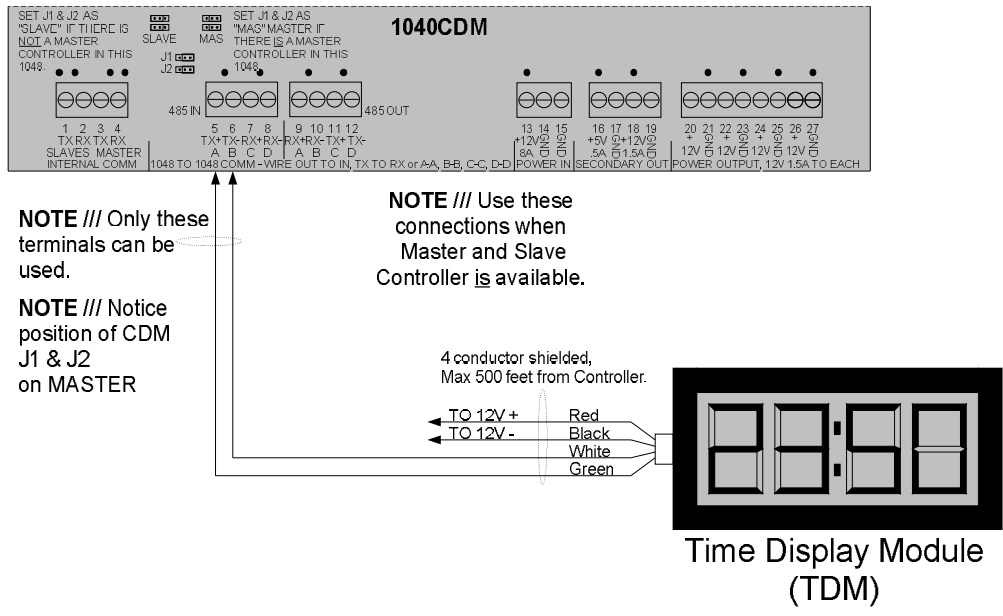 SET J1 & J2 AS
"SLAVE" IF THERE IS
NOT A MASTER
CONTROLLER IN THIS
1048.
SLAVE
MAS
SET J1 & J2 AS
"MAS" MASTER IF
THERE IS A MASTER
CONTROLLER IN THIS
1048.
J1
J2
1040CDM
485 IN
485 OUT
1 2 3 4
TX RX TX RX
SLAVES MASTER
INTERNAL COMM
5 6 7 8 9 10 11 12
TX+ TX- RX+ RX- RX+ RX- TX+ TX-
A B C D A B C D
1048 TO 1048 COMM - WIRE OUT TO IN, TX TO RX or A-A, B-B, C-C, D-D
13 14 15
+12V GND GND
8A
POWER IN
16 17 18 19
+5V GND +12V GND
.5A 1.5A
SECONDARY OUT
20 21 22 23 24 25 26 27
+ GND + GND + GND + GND
12V 12V 12V 12V
POWER OUTPUT, 12V 1.5A TO EACH
NOTE /// Only these
terminals can be
used.
NOTE /// Notice
position of CDM
J1 & J2
on MASTER
NOTE /// Use these
connections when
Master and Slave
Controller is available.
4 conductor shielded,
Max 500 feet from Controller.
TO 12V + Red
TO 12V - Black
White
Green
Time Display Module
(TDM)